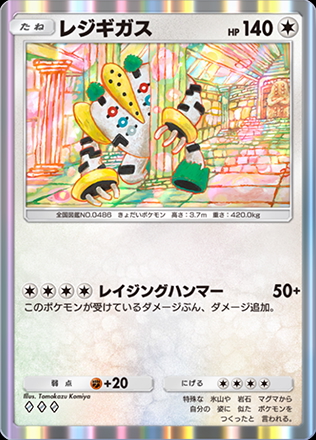 たね レジギガス HP 140
全国図鑑NO.0486 きょだいポケモン 高さ：3.7m 重さ：420.0kg
レイジングハンマー 50+
このポケモンが受けているダメージぶん、ダメージ追加。
弱点 +20 にげる
Illus. Tomokazu Komiya
特殊な 氷山や 岩石 マグマから
自分の 姿に 似た ポケモンを
つくったと 言われる。